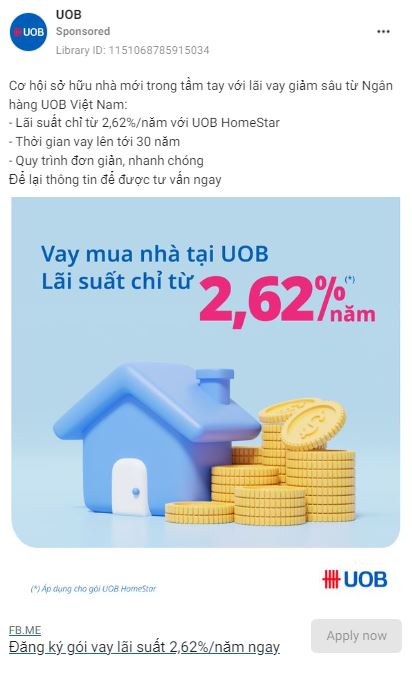 UOB
Sponsored
Library ID: 1151068785915034
UOB
Cơ hội sở hữu nhà mới trong tầm tay với lãi vay giảm sâu từ Ngân
hàng UOB Việt Nam:
- Lãi suất chỉ từ 2,62%/năm với UOB HomeStar
- Thời gian vay lên tới 30 năm
- Quy trình đơn giản, nhanh chóng
Để lại thông tin để được tư vấn ngay
Vay mua nhà tại UOB
Lãi suất chỉ từ 2,62%/năm(*)
(*) Áp dụng cho gói UOB HomeStar
UOB
FB.ME
Đăng ký gói vay lãi suất 2,62%/năm ngay
Apply now